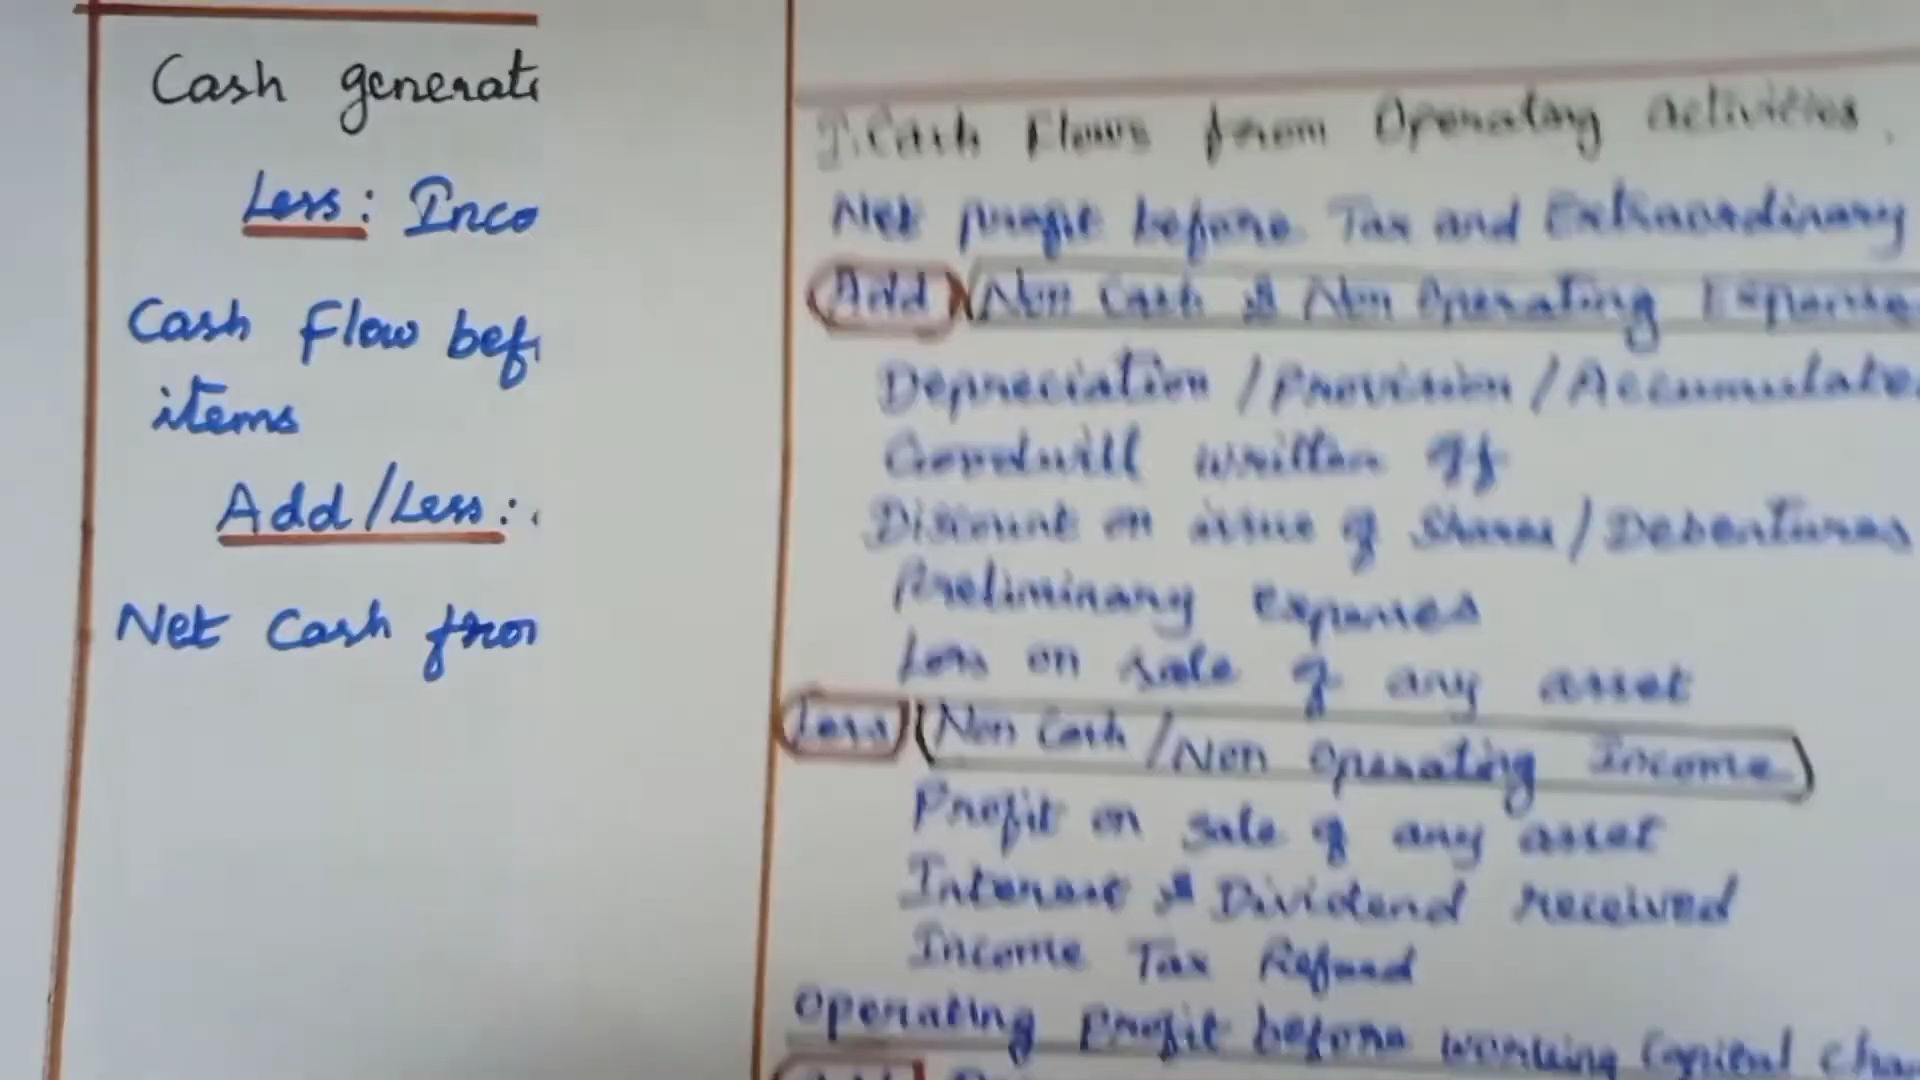 Cash generat
Less: Inco
Cash Flow bef
items
Add/Less:
Net Cash fro
I. Cash Flows from Operating activities.
Net profit before Tax and Extraordinary
Add (Non Cash & Non Operating Expense
Depreciation / Provision / Accumulate
Goodwill written off
Discount on issue of Shares / Debentures
Preliminary expenses
Loss on sale of any asset
Less (Non Cash / Non Operating Income)
Profit on sale of any asset
Interest & Dividend received
Income Tax Refund
Operating Profit before working Capital cha